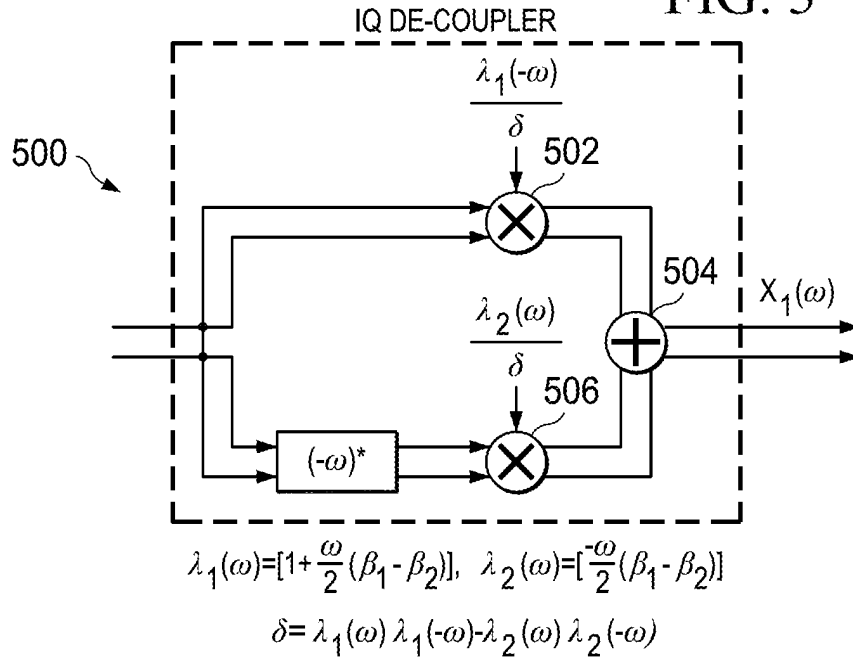 FIG. 5
IQ DE-COUPLER
λ₁(-ω)
δ
502
500
504
X₁(ω)
λ₂(ω)
δ
506
(-ω)*
λ₁(ω)=[1+ω/2(β₁-β₂)], λ₂(ω)=[-ω/2(β₁-β₂)]
δ=λ₁(ω)λ₁(-ω)-λ₂(ω)λ₂(-ω)